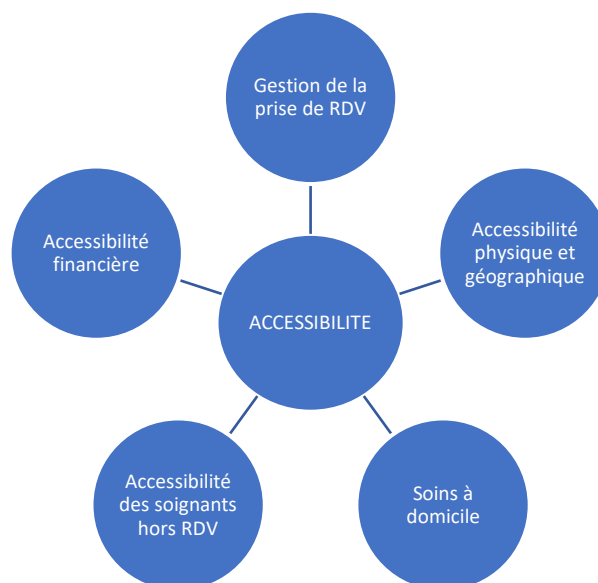 Gestion de la
prise de RDV
Accessibilité
financière
Accessibilité
physique et
géographique
ACCESSIBILITE
Accessibilité
des soignants
hors RDV
Soins à
domicile